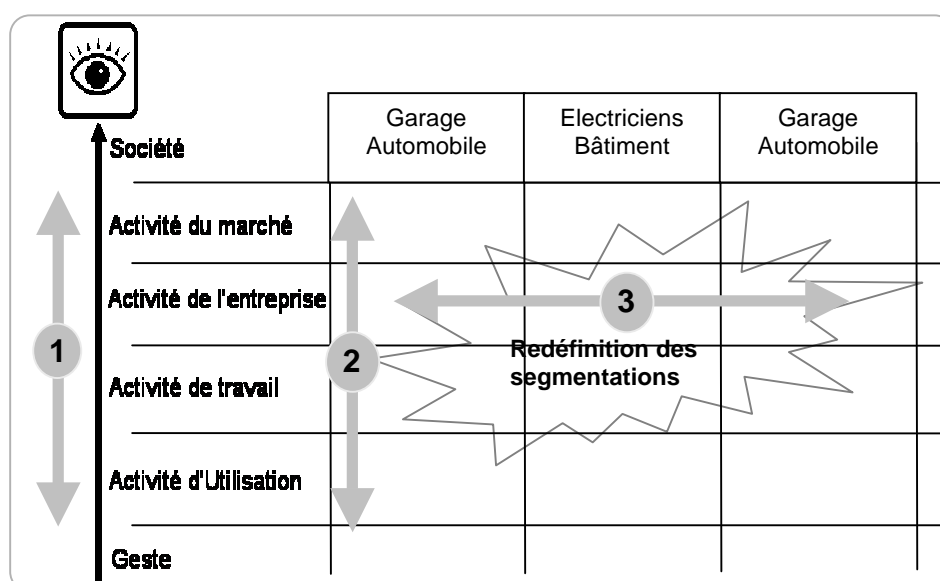 Garage
Automobile
Electriciens
Bâtiment
Garage
Automobile
Société
Activité du marché
Activité de l'entreprise
3
1
2
Redéfinition des
segmentations
Activité de travail
Activité d'Utilisation
Geste